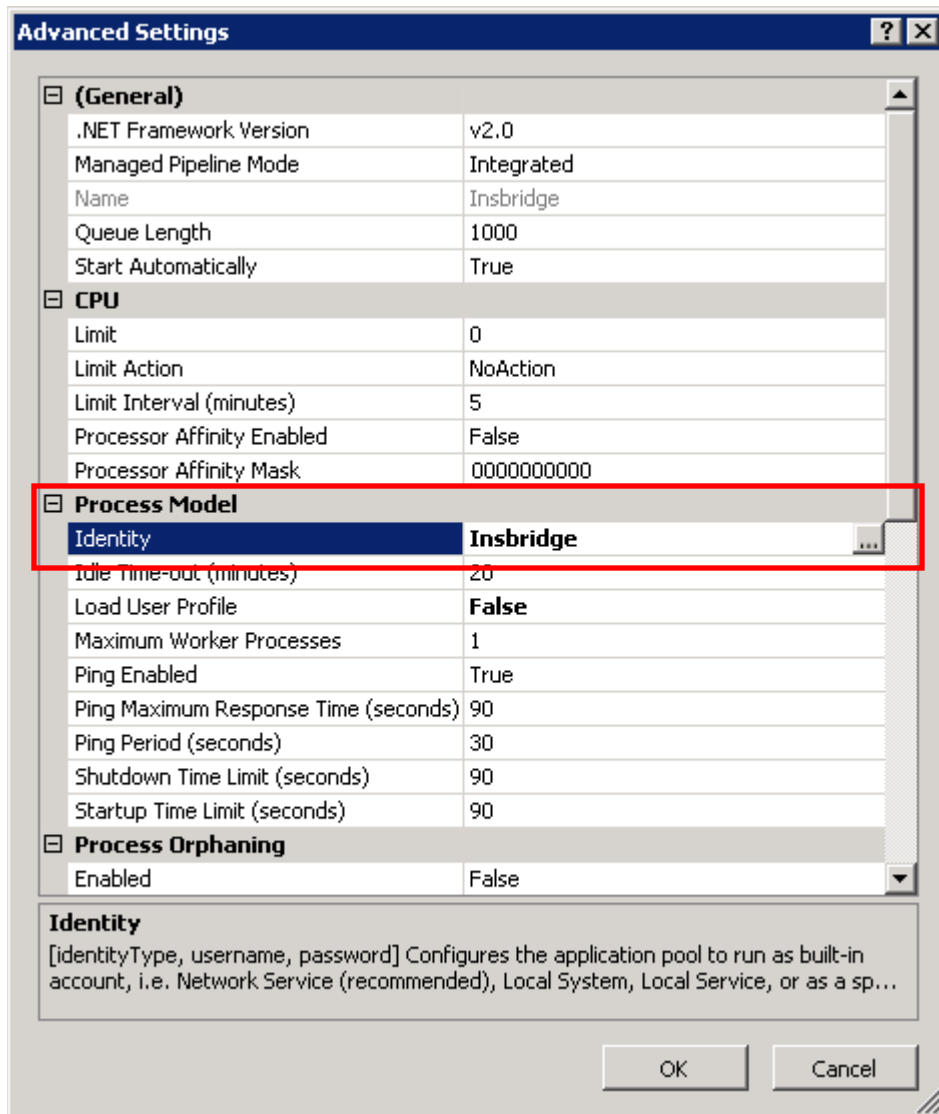 Advanced Settings
(General)
.NET Framework Version v2.0
Managed Pipeline Mode Integrated
Name Insbridge
Queue Length 1000
Start Automatically True
CPU
Limit 0
Limit Action NoAction
Limit Interval (minutes) 5
Processor Affinity Enabled False
Processor Affinity Mask 0000000000
Process Model
Identity Insbridge ...
Idle Time-out (minutes) 20
Load User Profile False
Maximum Worker Processes 1
Ping Enabled True
Ping Maximum Response Time (seconds) 90
Ping Period (seconds) 30
Shutdown Time Limit (seconds) 90
Startup Time Limit (seconds) 90
Process Orphaning
Enabled False
Identity
[identityType, username, password] Configures the application pool to run as built-in
account, i.e. Network Service (recommended), Local System, Local Service, or as a sp...
OK Cancel